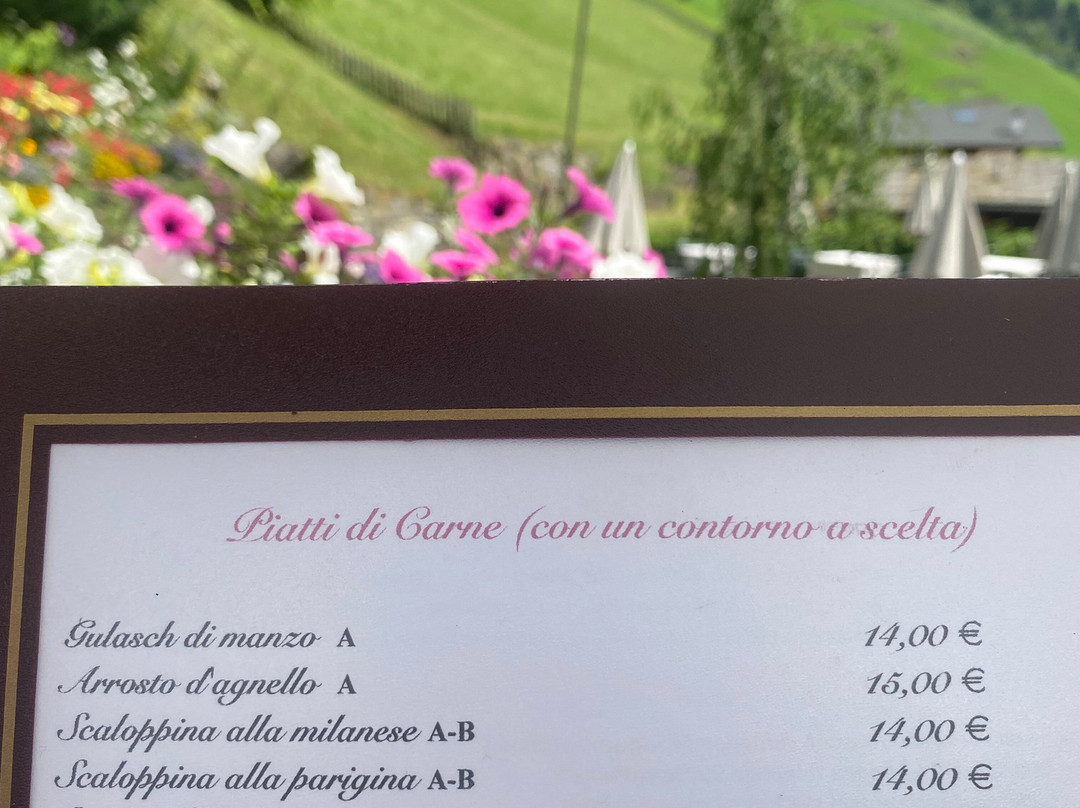 Piatti di Carne (con un contorno a scelta)
Gulasch di manzo A 14,00 €
Arrosto d'agnello A 15,00 €
Scaloppina alla milanese A-B 14,00 €
Scaloppina alla parigina A-B 14,00 €